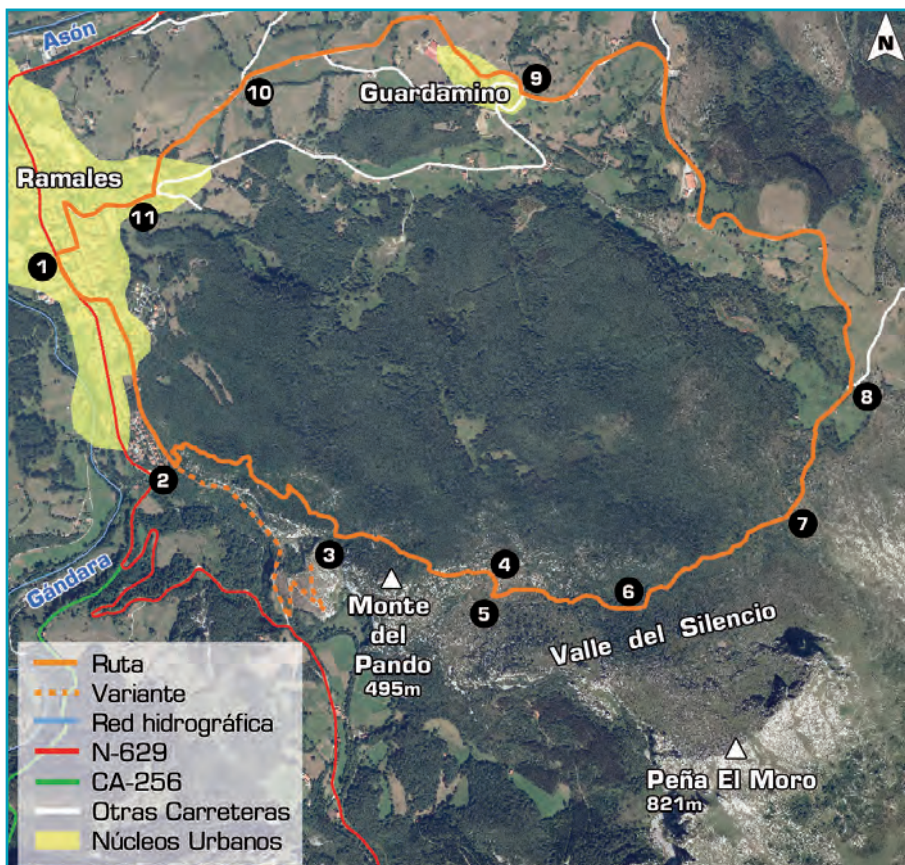 Asón
N
Guardamino
9
10
Ramales
11
1
8
2
7
3
4
Gándara
Monte
del
Pando
495m
5
6
Valle del Silencio
Peña El Moro
821m
Ruta
Variante
Red hidrográfica
N-629
CA-256
Otras Carreteras
Núcleos Urbanos